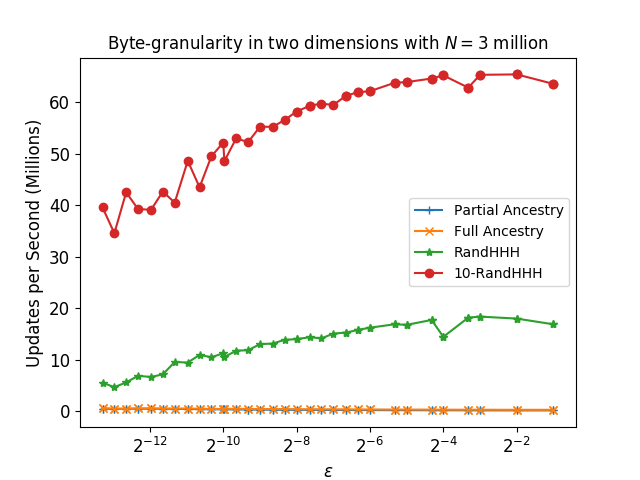 Byte-granularity in two dimensions with N = 3 million
Updates per Second (Millions)
60
50
40
30
20
10
0
Partial Ancestry
Full Ancestry
RandHHH
10-RandHHH
2⁻¹² 2⁻¹⁰ 2⁻⁸ 2⁻⁶ 2⁻⁴ 2⁻²
ε